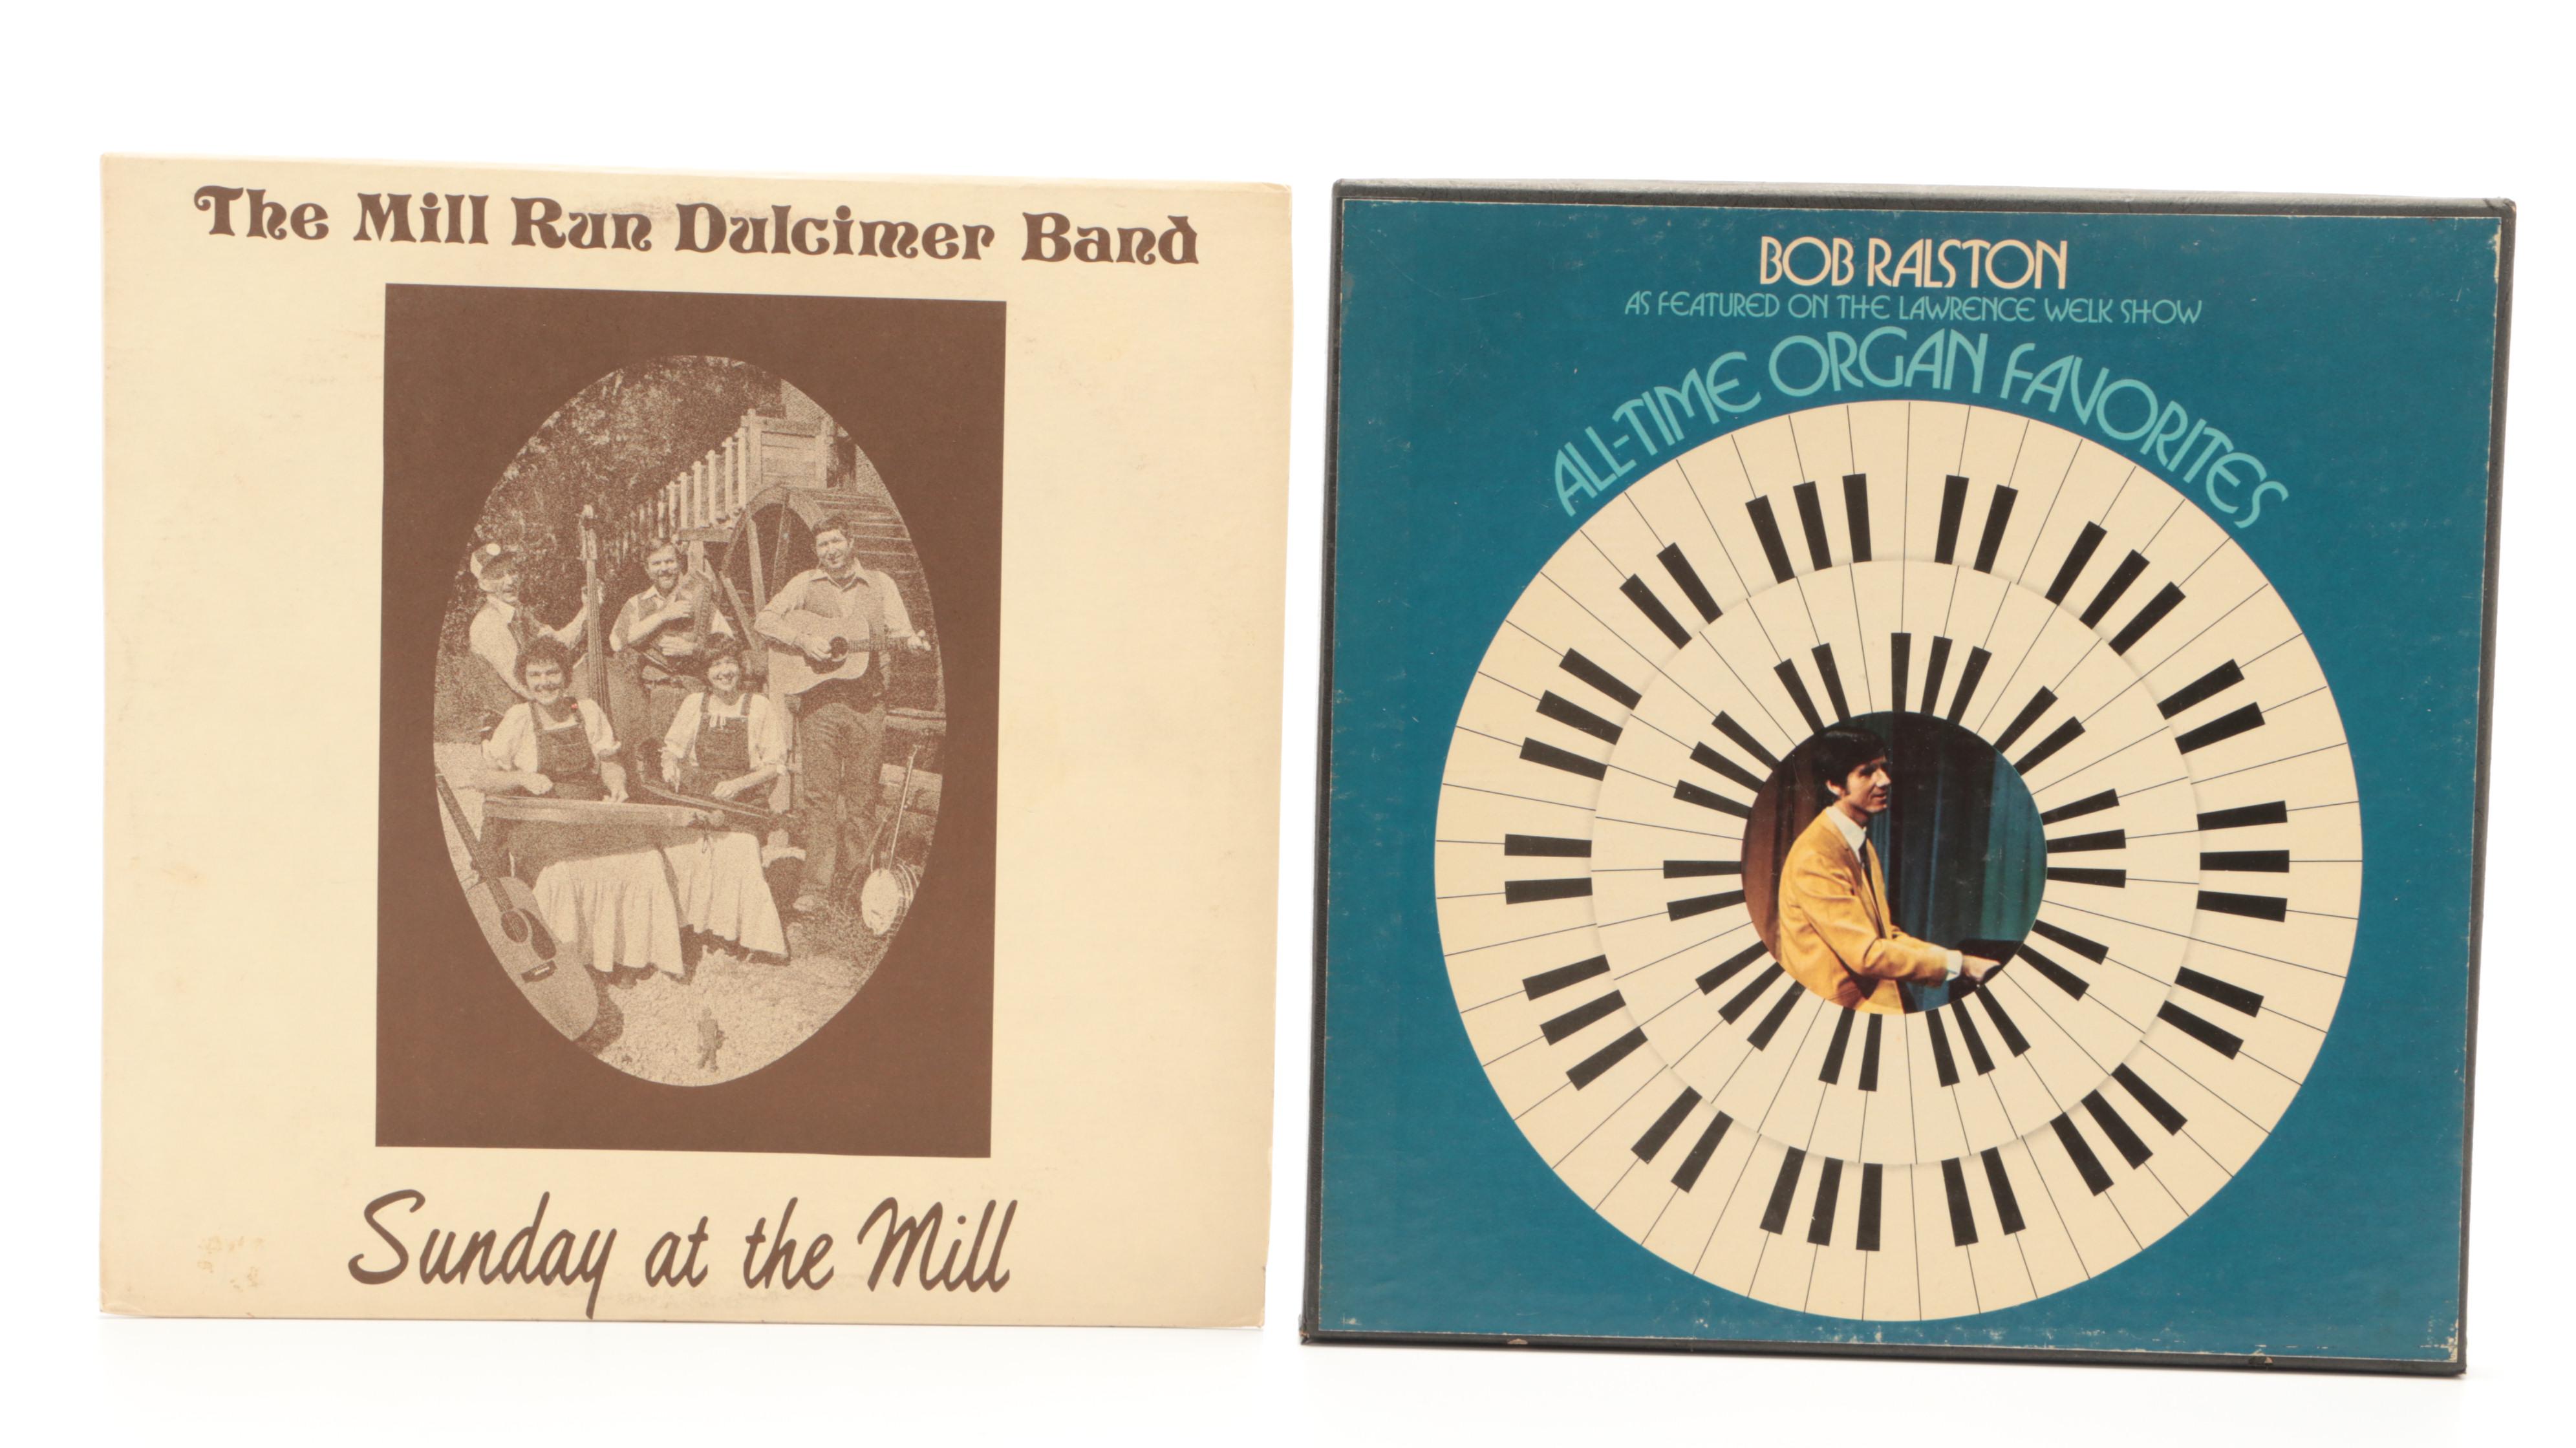 The Mill Run Dulcimer Band
Sunday at the Mill
BOB RALSTON
AS FEATURED ON THE LAWRENCE WELK SHOW
ALL-TIME ORGAN FAVORITES